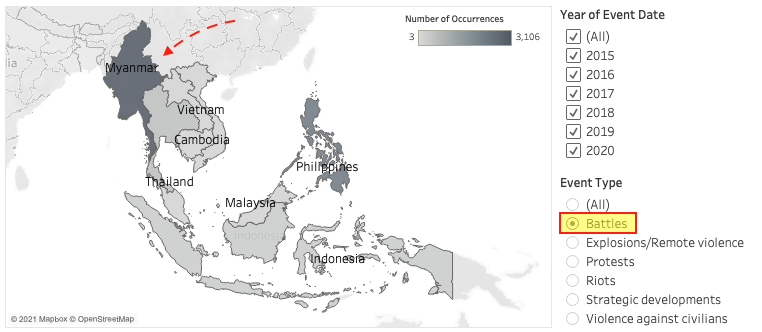 Number of Occurrences
3
3,106
Myanmar
Vietnam
Cambodia
Thailand
Philippines
Malaysia
Indonesia
Indonesia
© 2021 Mapbox © OpenStreetMap
Year of Event Date
(All)
2015
2016
2017
2018
2019
2020
Event Type
(All)
Battles
Explosions/Remote violence
Protests
Riots
Strategic developments
Violence against civilians